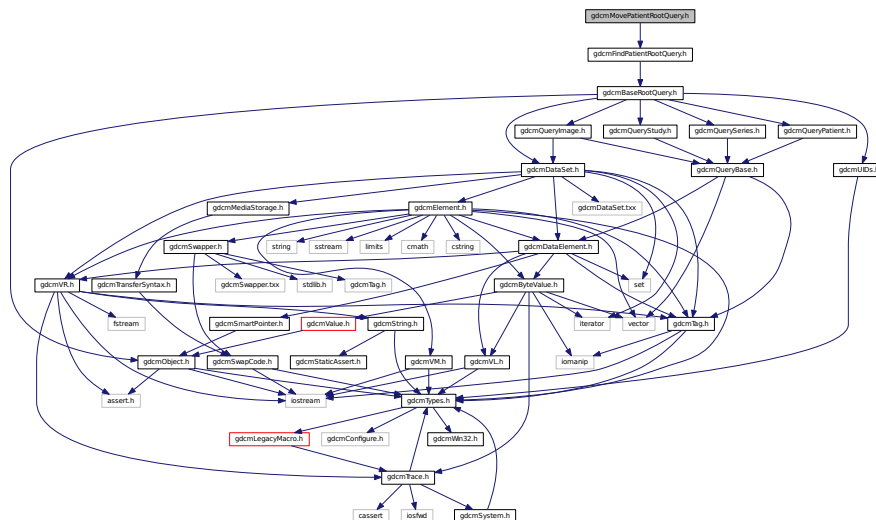 gdcmMovePatientRootQuery.h
gdcmFindPatientRootQuery.h
gdcmBaseRootQuery.h
gdcmQueryImage.h
gdcmQueryStudy.h
gdcmQuerySeries.h
gdcmQueryPatient.h
gdcmDataSet.h
gdcmQueryBase.h
gdcmUIDs.h
gdcmMediaStorage.h
gdcmElement.h
gdcmDataSet.txx
gdcmSwapper.h
string
sstream
limits
cmath
cstring
gdcmDataElement.h
gdcmVR.h
gdcmTransferSyntax.h
gdcmSwapper.txx
stdlib.h
gdcmTag.h
gdcmByteValue.h
set
fstream
gdcmSmartPointer.h
gdcmValue.h
gdcmString.h
iterator
vector
gdcmTag.h
gdcmObject.h
gdcmSwapCode.h
gdcmStaticAssert.h
gdcmVM.h
gdcmVL.h
iomanip
assert.h
iostream
gdcmTypes.h
gdcmLegacyMacro.h
gdcmConfigure.h
gdcmWin32.h
gdcmTrace.h
cassert
iosfwd
gdcmSystem.h